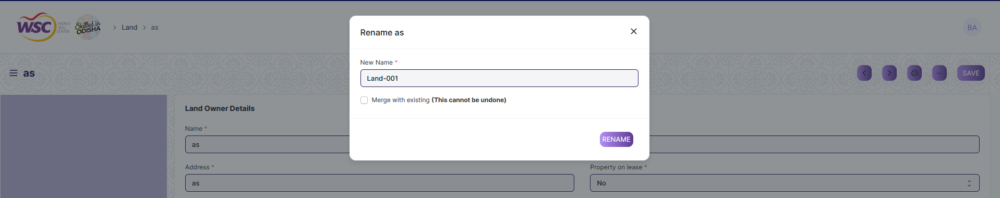 WSC
WORLD
SKILL
CENTER
Skilled in
ODISHA
Land
as
BA
as
SAVE
Rename as
New Name *
Land-001
Merge with existing (This cannot be undone)
RENAME
Land Owner Details
Name *
as
Address *
as
Property on lease *
No